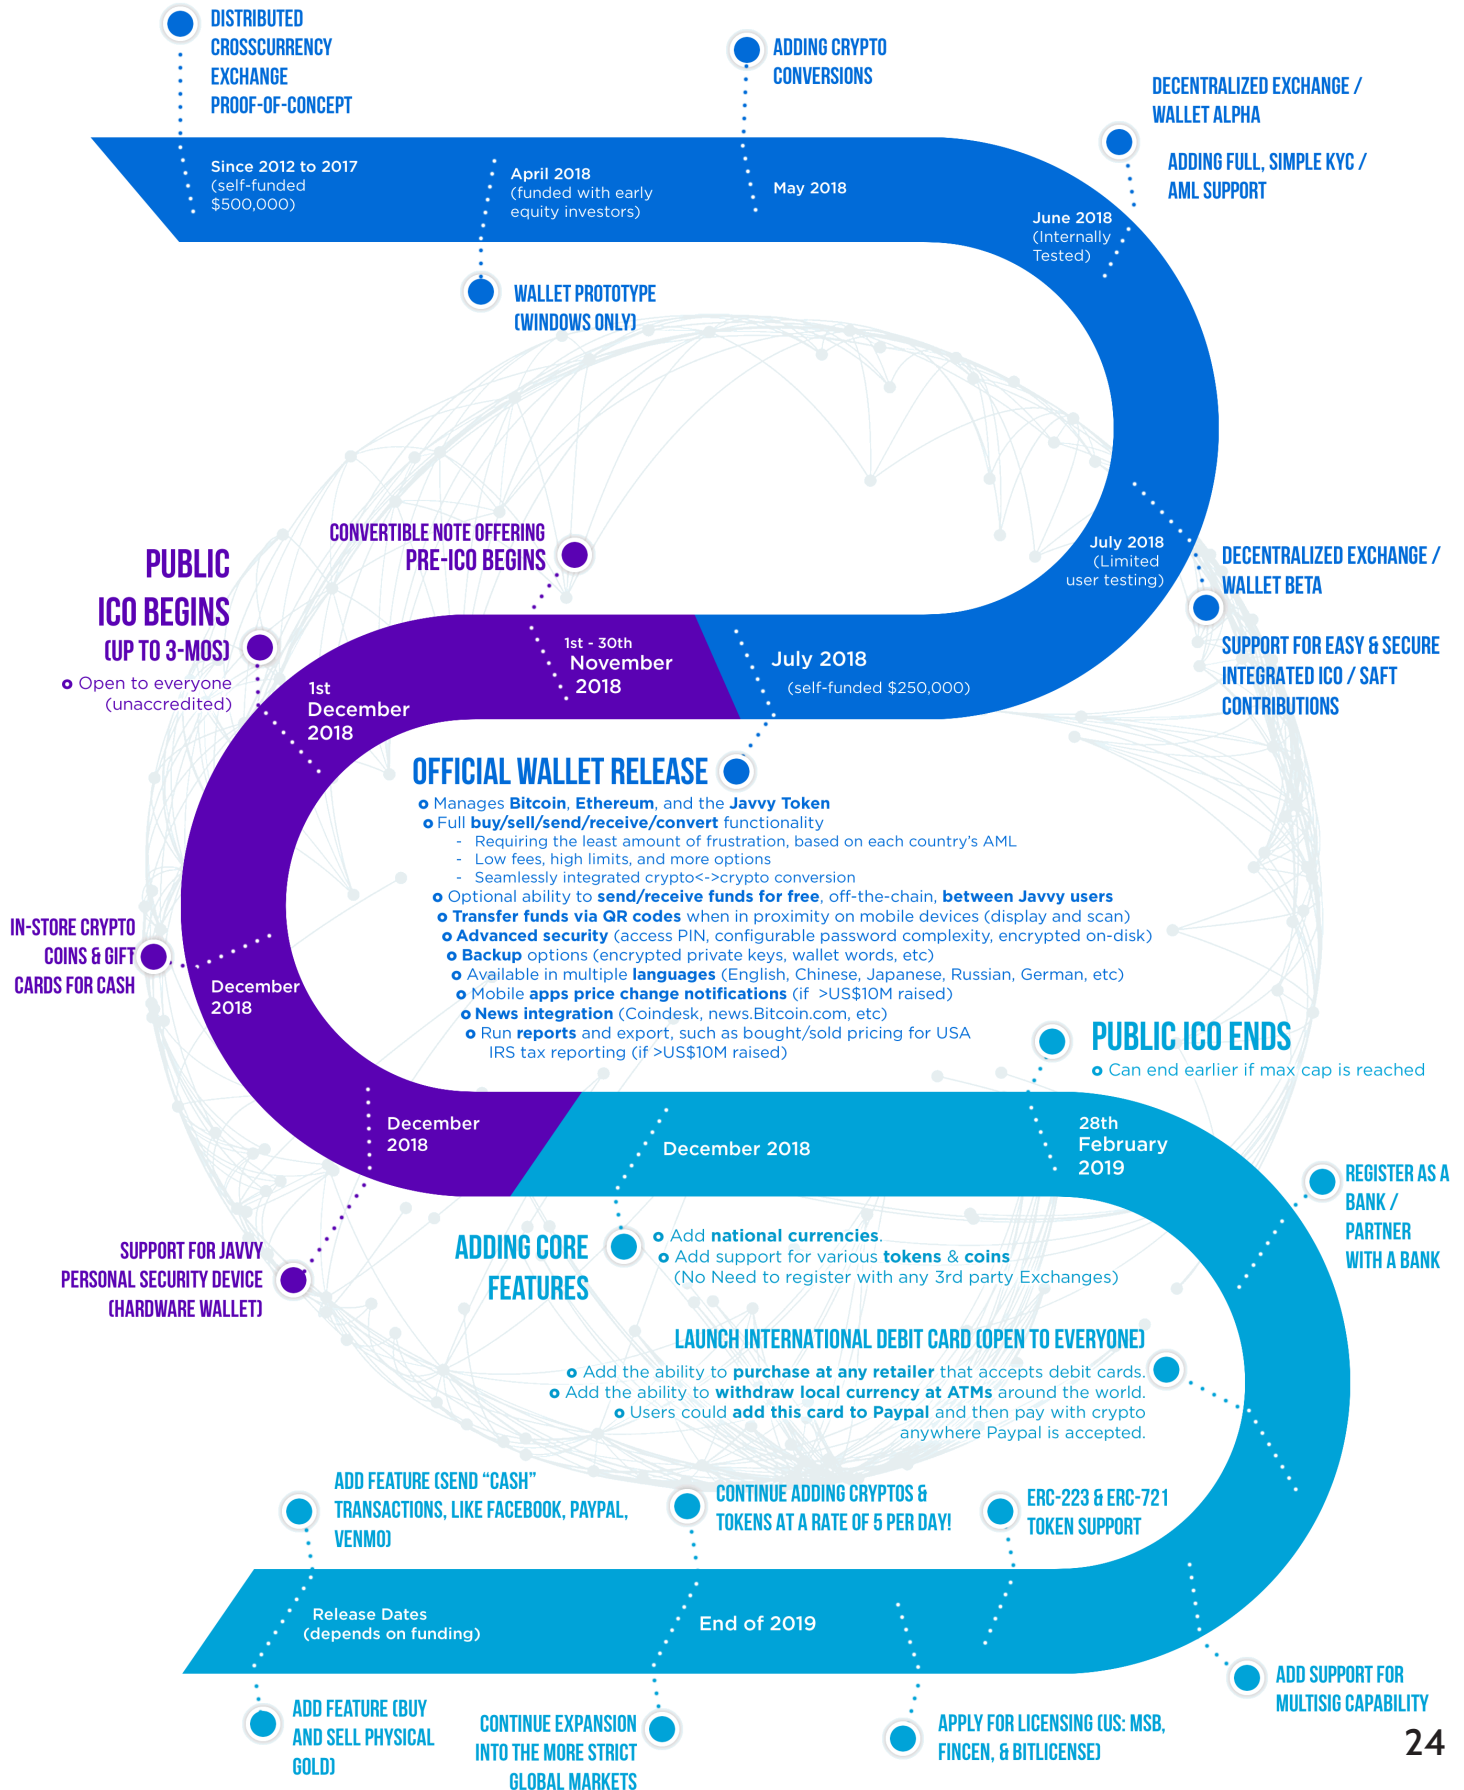 DISTRIBUTED
CROSSCURRENCY
EXCHANGE
PROOF-OF-CONCEPT
Since 2012 to 2017
(self-funded
$500,000)
April 2018
(funded with early
equity investors)
WALLET PROTOTYPE
(WINDOWS ONLY)
ADDING CRYPTO
CONVERSIONS
May 2018
DECENTRALIZED EXCHANGE /
WALLET ALPHA
ADDING FULL, SIMPLE KYC /
AML SUPPORT
June 2018
(Internally
Tested)
July 2018
(Limited
user testing)
DECENTRALIZED EXCHANGE /
WALLET BETA
SUPPORT FOR EASY & SECURE
INTEGRATED ICO / SAFT
CONTRIBUTIONS
July 2018
(self-funded $250,000)
OFFICIAL WALLET RELEASE
Manages Bitcoin, Ethereum, and the Javvy Token
Full buy/sell/send/receive/convert functionality
- Requiring the least amount of frustration, based on each country's AML
- Low fees, high limits, and more options
- Seamlessly integrated crypto<->crypto conversion
Optional ability to send/receive funds for free, off-the-chain, between Javvy users
Transfer funds via QR codes when in proximity on mobile devices (display and scan)
Advanced security (access PIN, configurable password complexity, encrypted on-disk)
Backup options (encrypted private keys, wallet words, etc)
Available in multiple languages (English, Chinese, Japanese, Russian, German, etc)
Mobile apps price change notifications (if >US$10M raised)
News integration (Coindesk, news.Bitcoin.com, etc)
Run reports and export, such as bought/sold pricing for USA
IRS tax reporting (if >US$10M raised)
CONVERTIBLE NOTE OFFERING
PRE-ICO BEGINS
1st - 30th
November
2018
PUBLIC
ICO BEGINS
(UP TO 3-MOS)
Open to everyone
(unaccredited)
1st
December
2018
IN-STORE CRYPTO
COINS & GIFT
CARDS FOR CASH
December
2018
December
2018
SUPPORT FOR JAVVY
PERSONAL SECURITY DEVICE
(HARDWARE WALLET)
December 2018
ADDING CORE
FEATURES
Add national currencies.
Add support for various tokens & coins
(No Need to register with any 3rd party Exchanges)
PUBLIC ICO ENDS
Can end earlier if max cap is reached
28th
February
2019
REGISTER AS A
BANK /
PARTNER
WITH A BANK
LAUNCH INTERNATIONAL DEBIT CARD (OPEN TO EVERYONE)
Add the ability to purchase at any retailer that accepts debit cards.
Add the ability to withdraw local currency at ATMs around the world.
Users could add this card to Paypal and then pay with crypto
anywhere Paypal is accepted.
ADD SUPPORT FOR
MULTISIG CAPABILITY
ERC-223 & ERC-721
TOKEN SUPPORT
APPLY FOR LICENSING (US: MSB,
FINCEN, & BITLICENSE)
CONTINUE ADDING CRYPTOS &
TOKENS AT A RATE OF 5 PER DAY!
End of 2019
CONTINUE EXPANSION
INTO THE MORE STRICT
GLOBAL MARKETS
ADD FEATURE (SEND “CASH”
TRANSACTIONS, LIKE FACEBOOK, PAYPAL,
VENMO)
Release Dates
(depends on funding)
ADD FEATURE (BUY
AND SELL PHYSICAL
GOLD)
24